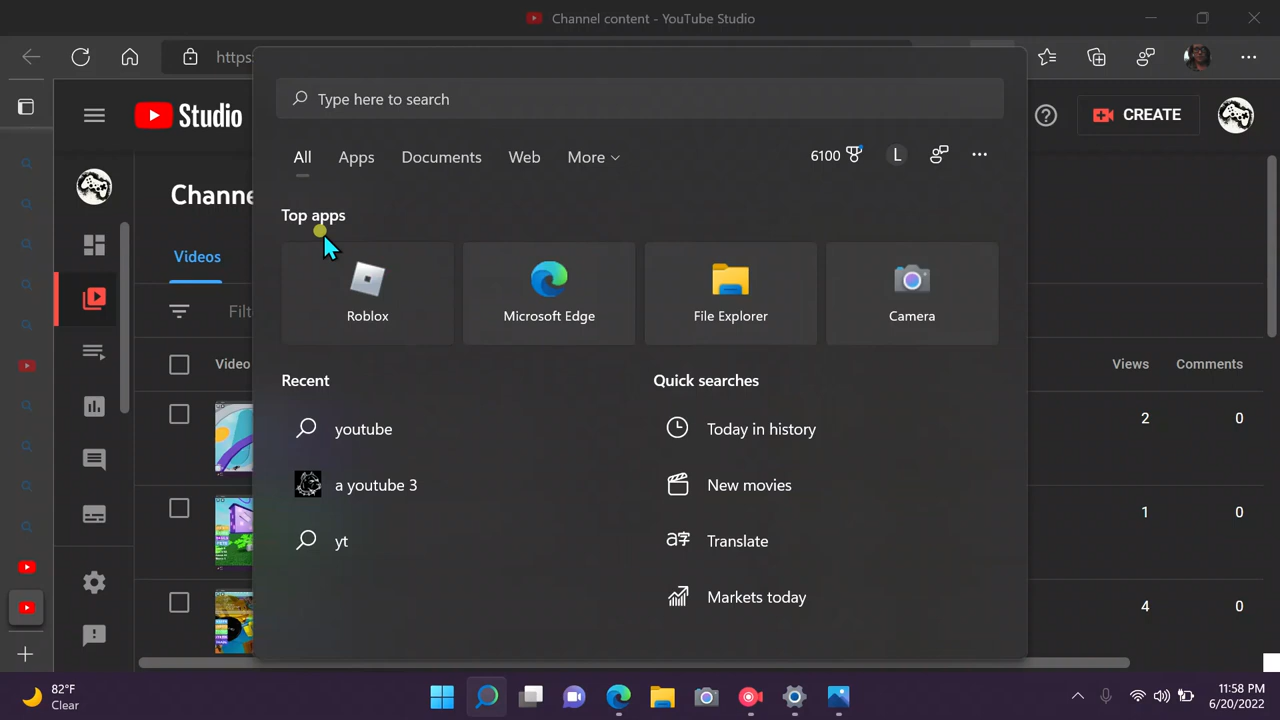 Channel content - YouTube Studio
https:
Type here to search
Studio
CREATE
All Apps Documents Web More
6100 L
Channe
Top apps
Videos
Roblox Microsoft Edge File Explorer Camera
Filt
Video
Views Comments
Recent
Quick searches
youtube
Today in history
2 0
a youtube 3
New movies
1 0
yt
Translate
Markets today
4 0
82°F
Clear
11:58 PM
6/20/2022